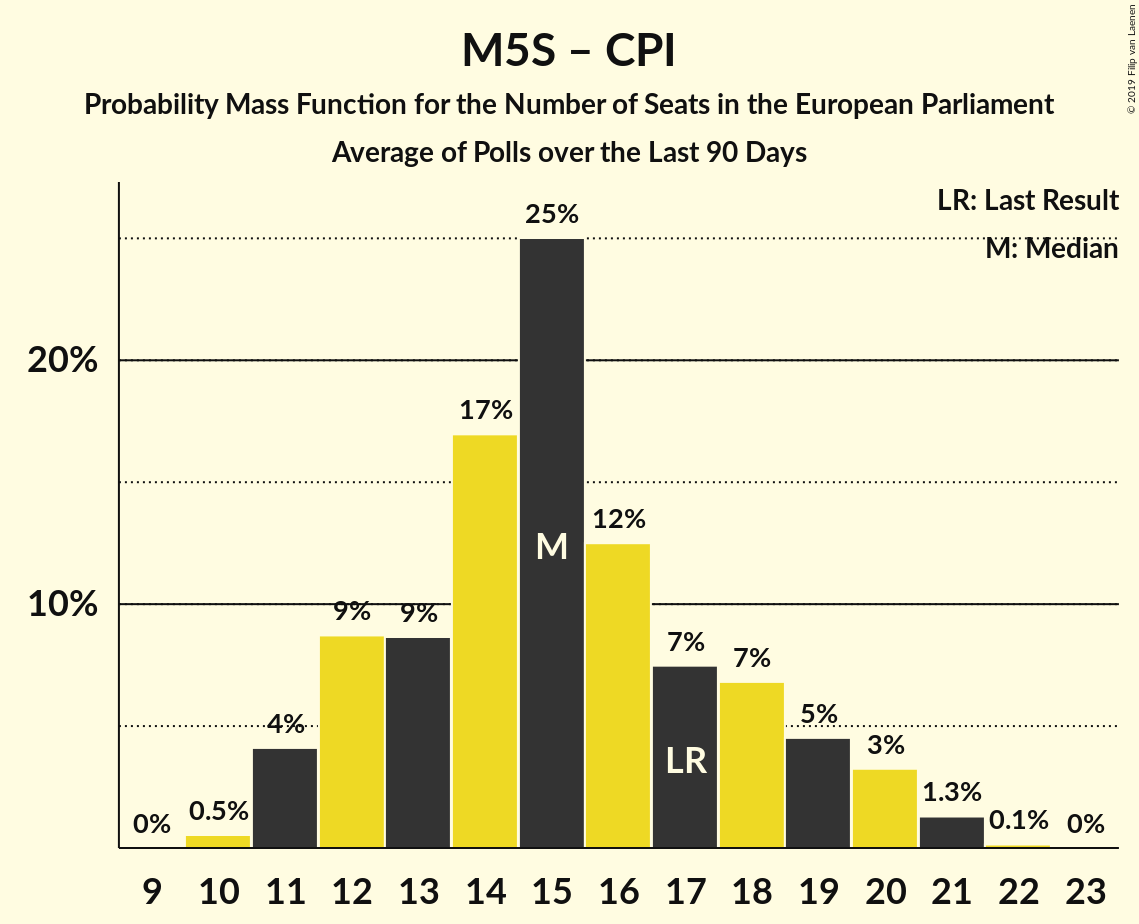 M5S – CPI
Probability Mass Function for the Number of Seats in the European Parliament
Average of Polls over the Last 90 Days
© 2019 Filip van Laenen
LR: Last Result
M: Median
20%
10%
0%
0.5%
4%
9%
9%
17%
25%
12%
7%
7%
5%
3%
1.3%
0.1%
0%
M
LR
9 10 11 12 13 14 15 16 17 18 19 20 21 22 23